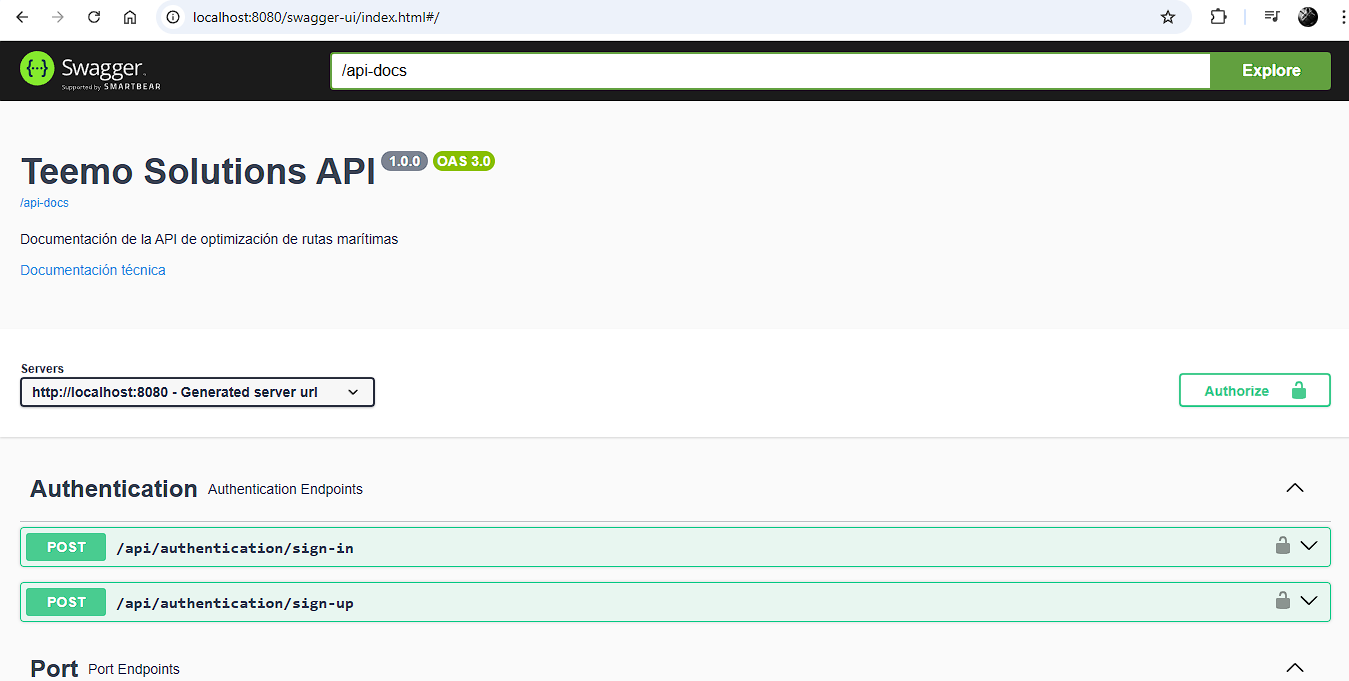 localhost:8080/swagger-ui/index.html#/
{···} Swagger
Supported by SMARTBEAR
/api-docs
Explore
Teemo Solutions API 1.0.0 OAS 3.0
/api-docs
Documentación de la API de optimización de rutas marítimas
Documentación técnica
Servers
http://localhost:8080 - Generated server url
Authorize
Authentication Authentication Endpoints
POST /api/authentication/sign-in
POST /api/authentication/sign-up
Port Port Endpoints